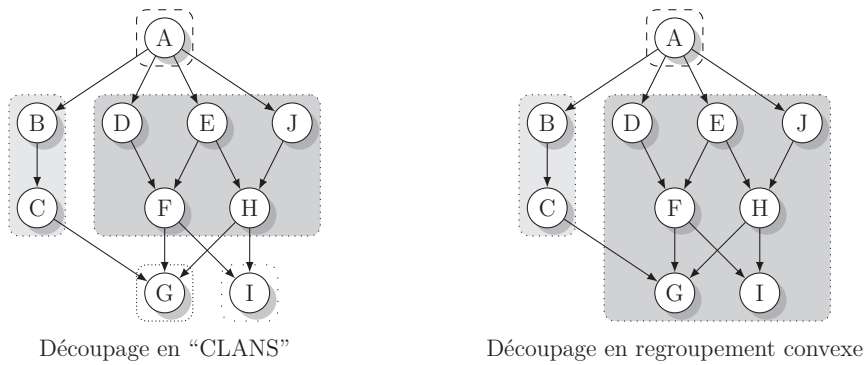 A
A
B
D
E
J
B
D
E
J
C
F
H
C
F
H
G
I
G
I
Découpage en “CLANS”
Découpage en regroupement convexe